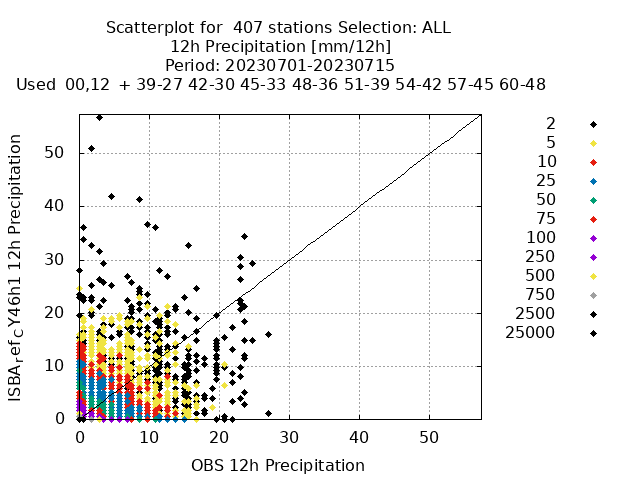 Scatterplot for  407 stations Selection: ALL
12h Precipitation [mm/12h]
Period: 20230701-20230715
Used  00,12  + 39-27 42-30 45-33 48-36 51-39 54-42 57-45 60-48
ISBA_ref_CY46h1 12h Precipitation
50
40
30
20
10
0
0 10 20 30 40 50
OBS 12h Precipitation
2
5
10
25
50
75
100
250
500
750
2500
25000